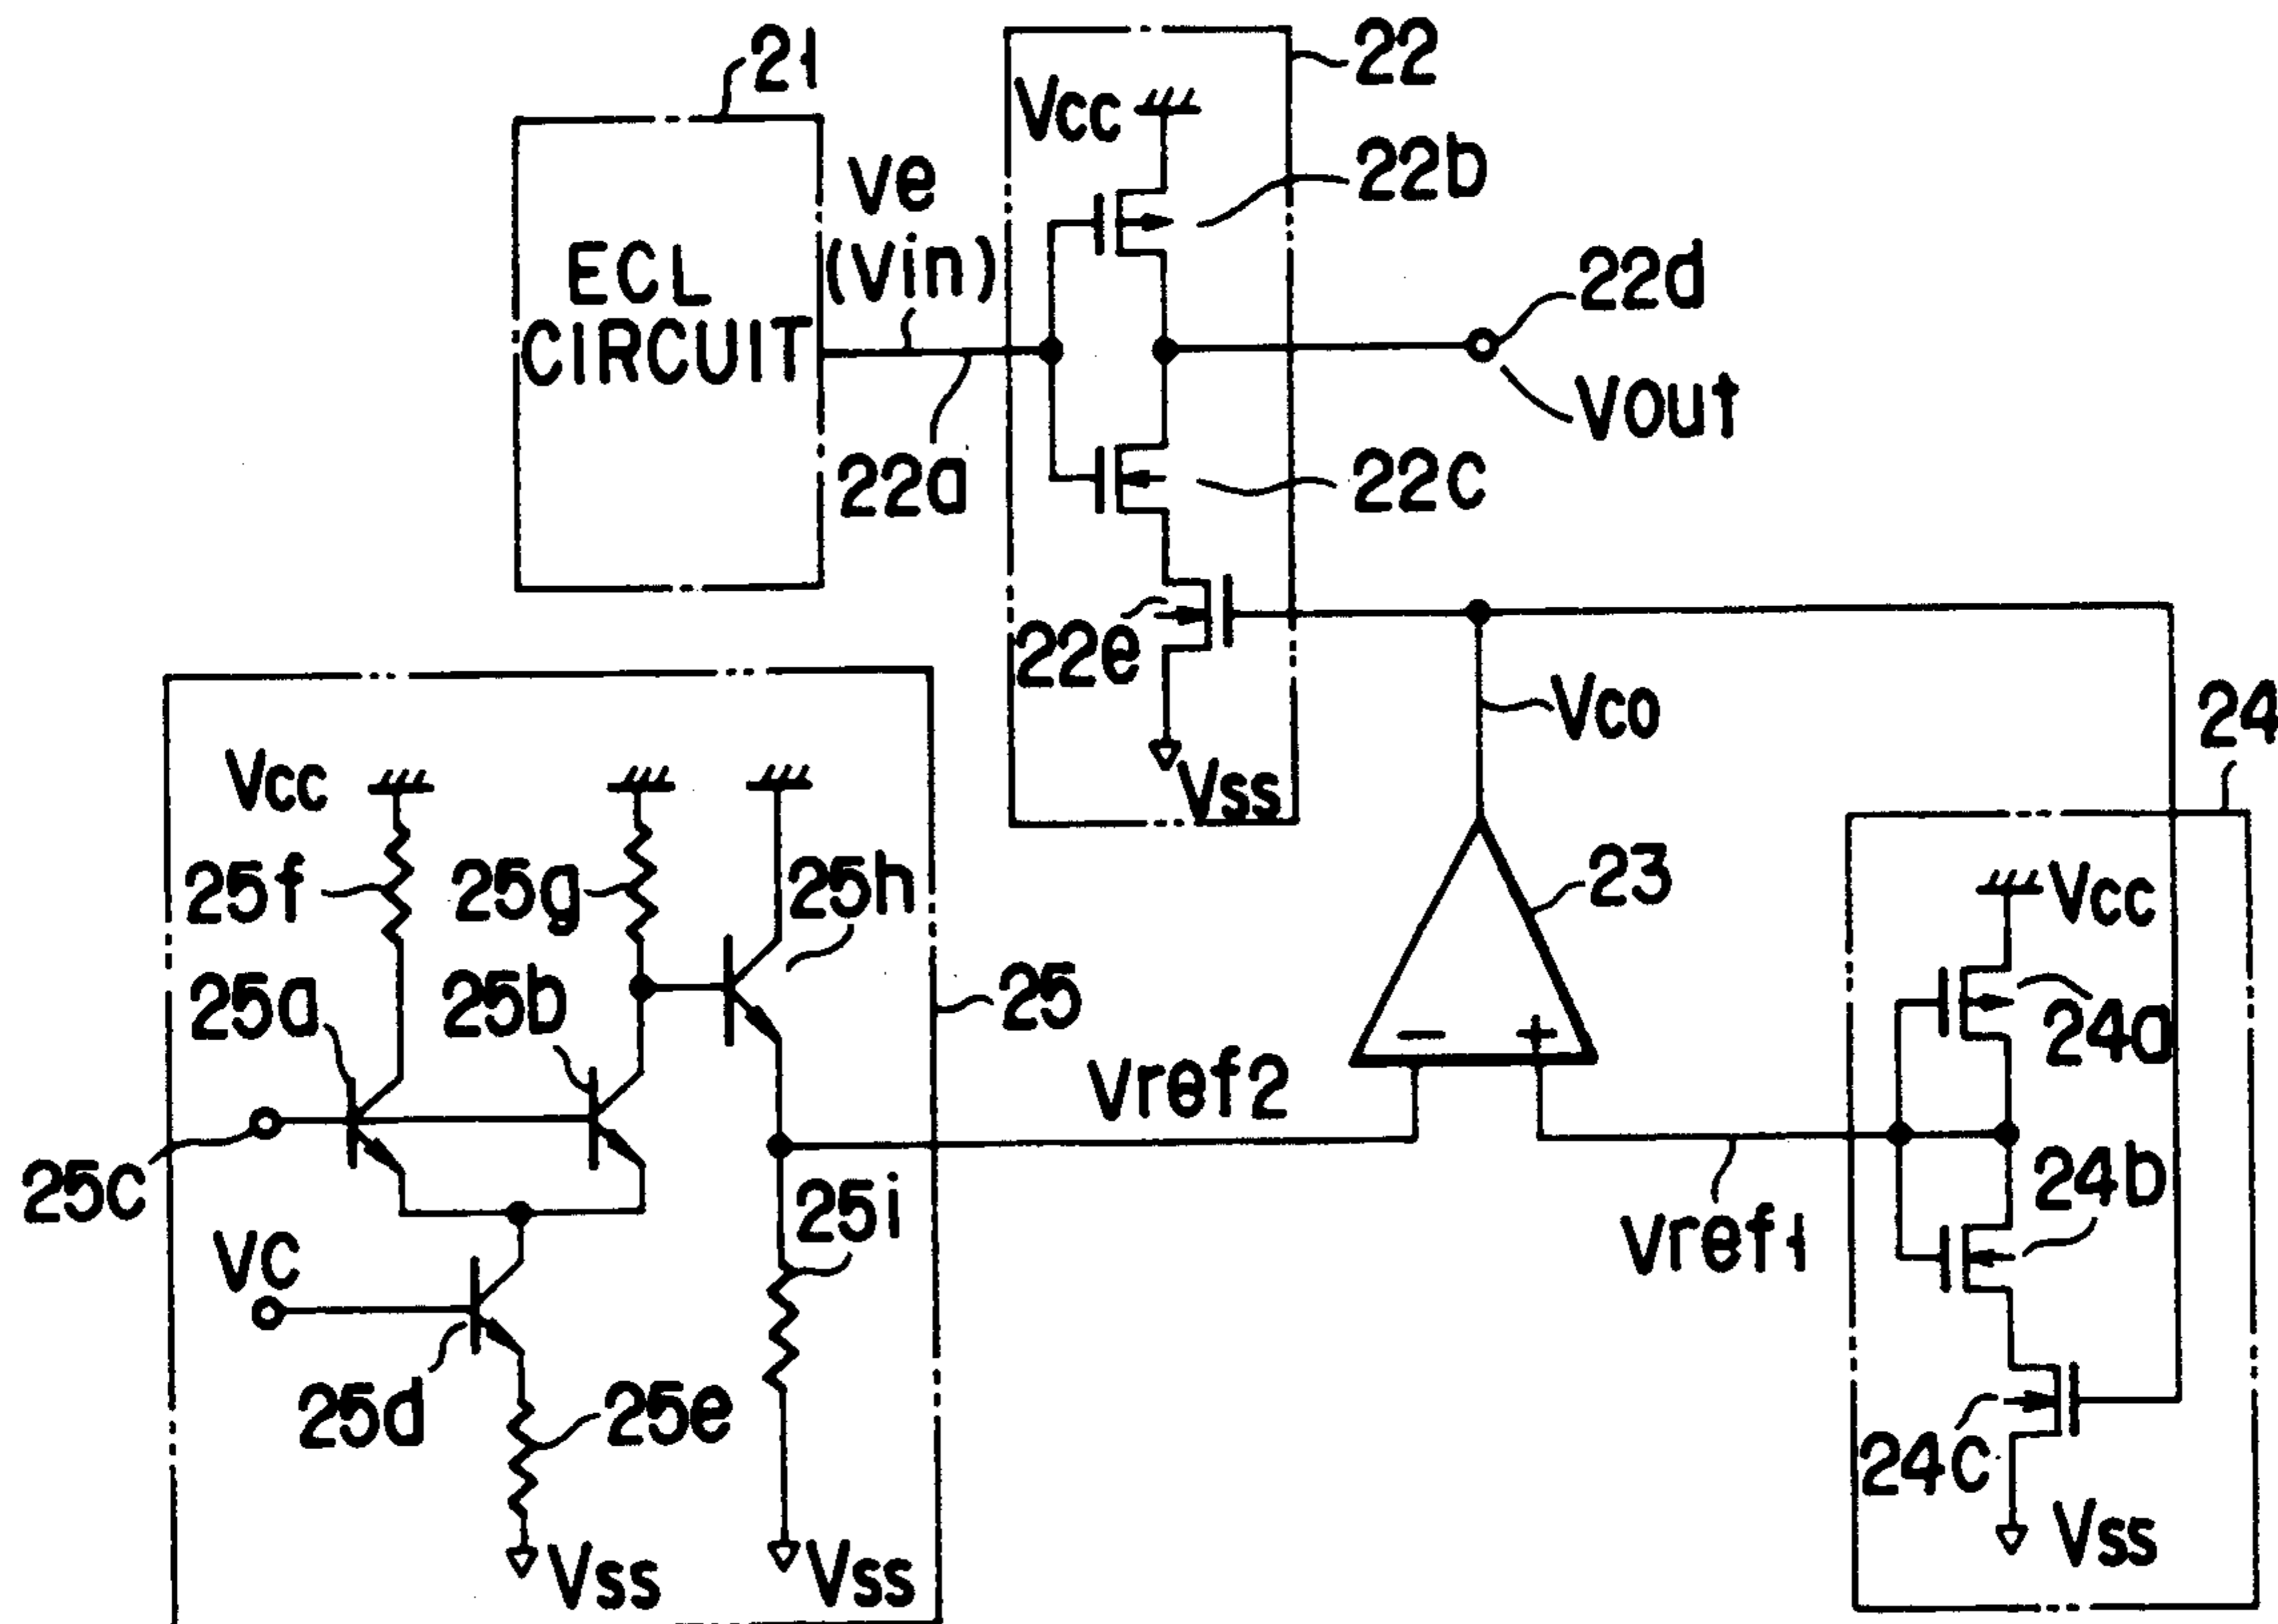 21
22
Vcc
22b
Ve
(Vin)
ECL
CIRCUIT
22d
Vout
22a
22c
22e
Vco
Vss
24
Vcc
25f
25g
25h
23
Vcc
25a
25b
25
24a
Vref2
-
+
25c
25i
24b
Vref1
VC
25d
25e
24c
Vss
Vss
Vss